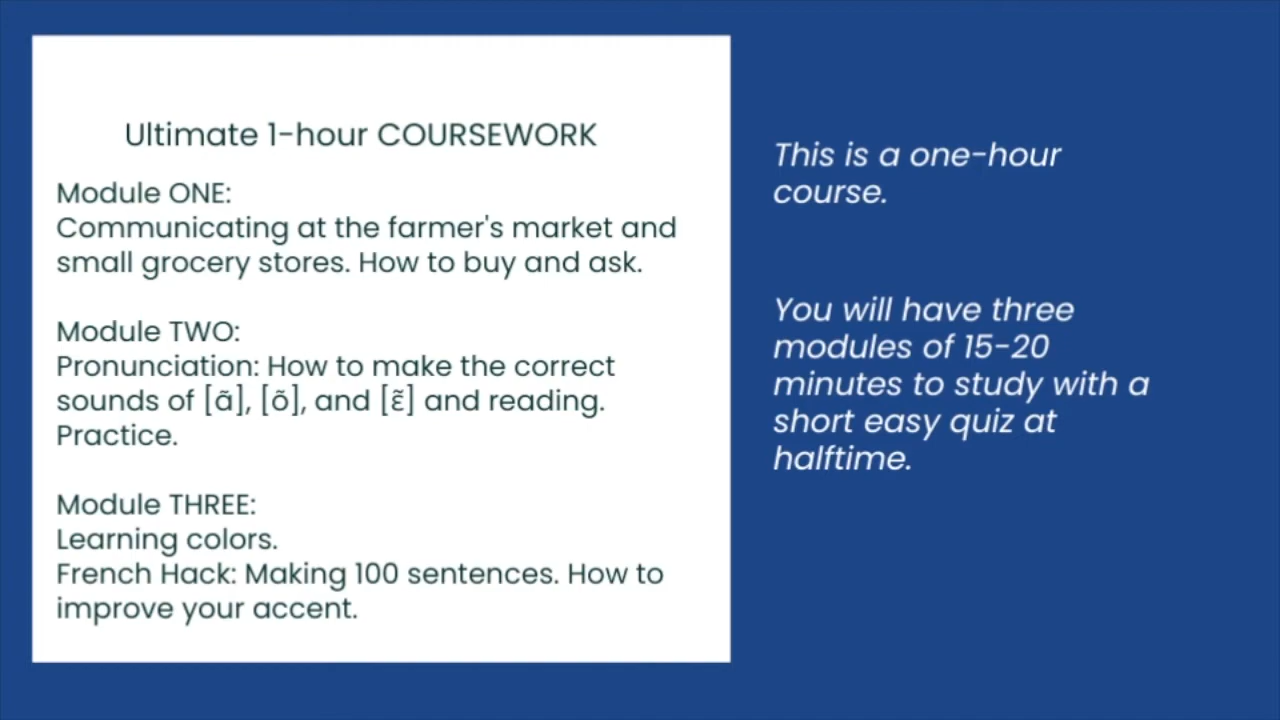 Ultimate 1-hour COURSEWORK
Module ONE:
Communicating at the farmer's market and
small grocery stores. How to buy and ask.
Module TWO:
Pronunciation: How to make the correct
sounds of [ã], [õ], and [ɛ̃] and reading.
Practice.
Module THREE:
Learning colors.
French Hack: Making 100 sentences. How to
improve your accent.
This is a one-hour
course.
You will have three
modules of 15-20
minutes to study with a
short easy quiz at
halftime.